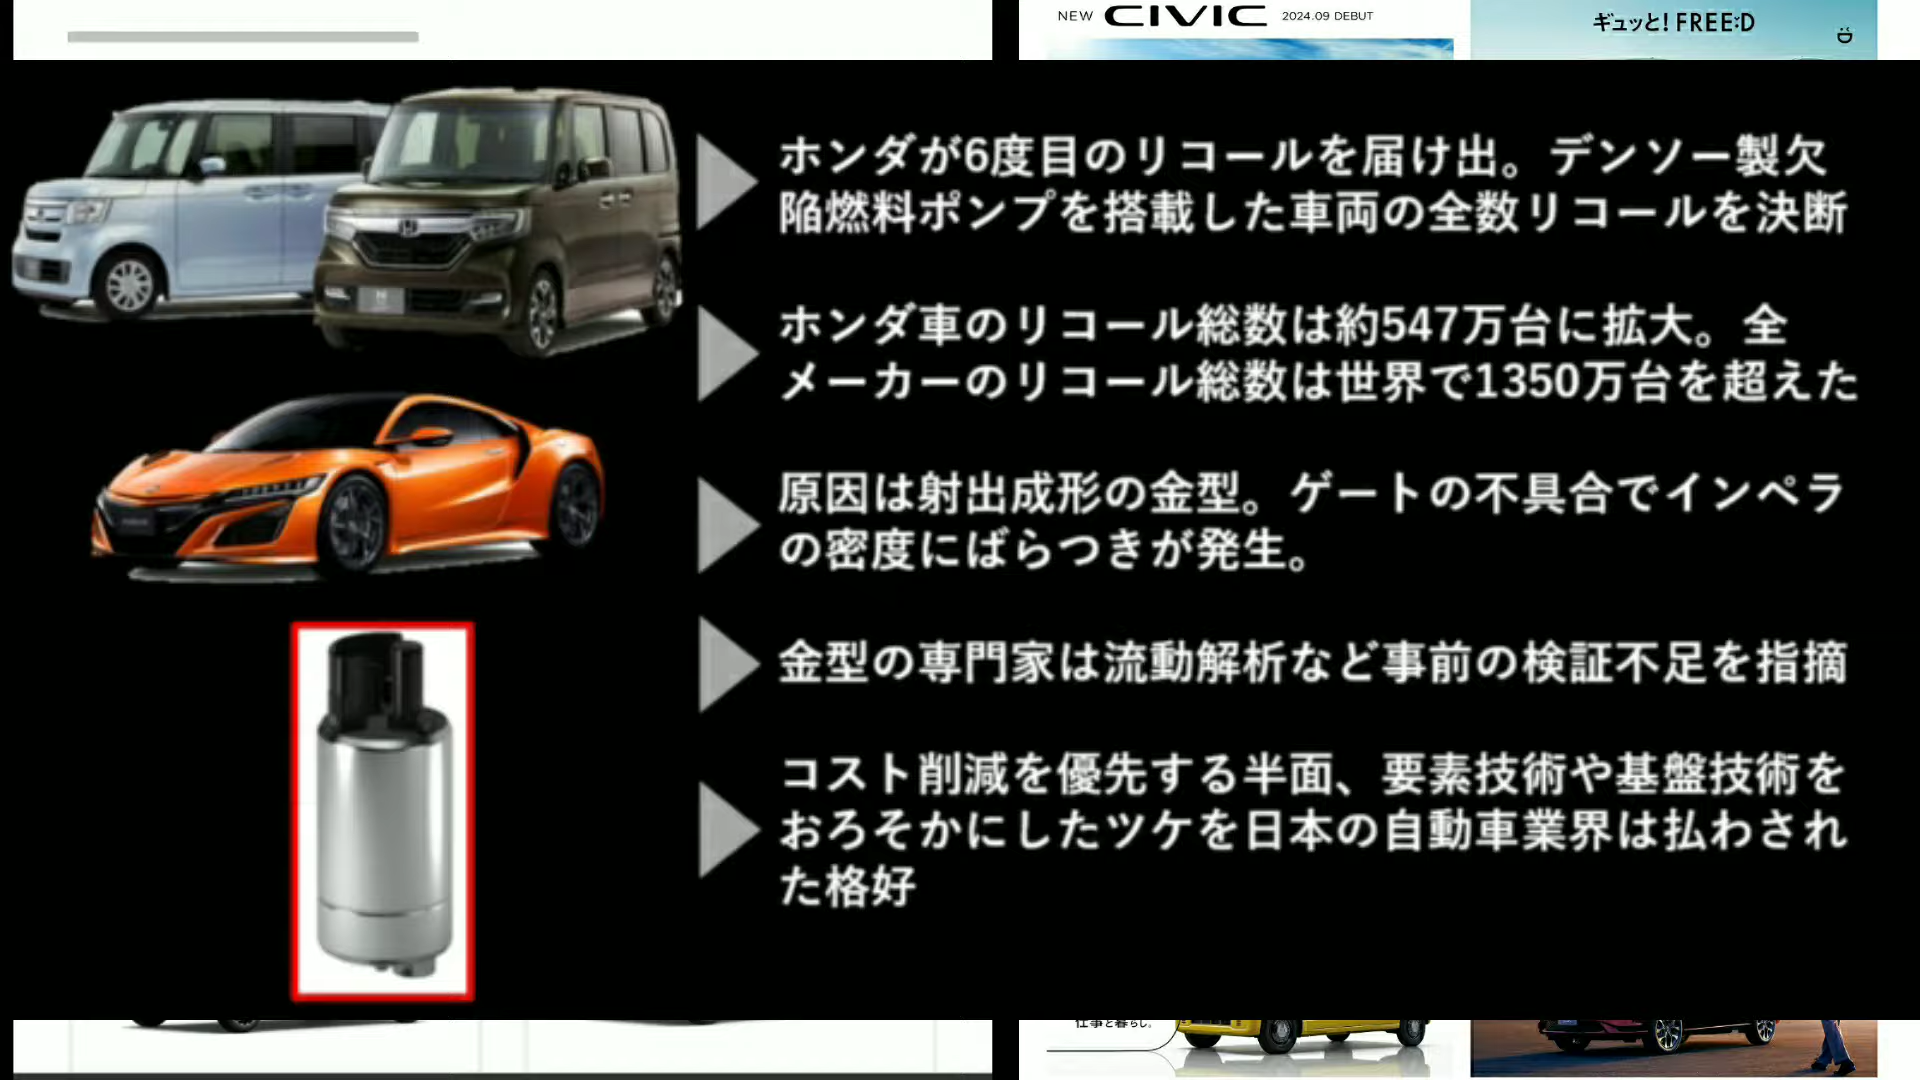 NEW CIVIC 2024.09 DEBUT
ギュッと! FREE:D
ホンダが6度目のリコールを届け出。デンソー製欠
陥燃料ポンプを搭載した車両の全数リコールを決断
ホンダ車のリコール総数は約547万台に拡大。全
メーカーのリコール総数は世界で1350万台を超えた
原因は射出成形の金型。ゲートの不具合でインペラ
の密度にばらつきが発生。
金型の専門家は流動解析など事前の検証不足を指摘
コスト削減を優先する半面、要素技術や基盤技術を
おろそかにしたツケを日本の自動車業界は払わされ
た格好
仕事と暮らし。